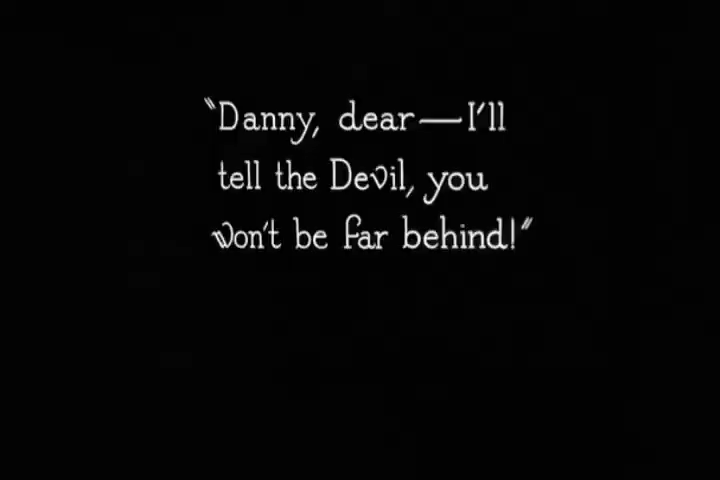 "Danny, dear—I'll
tell the Devil, you
won't be far behind!"